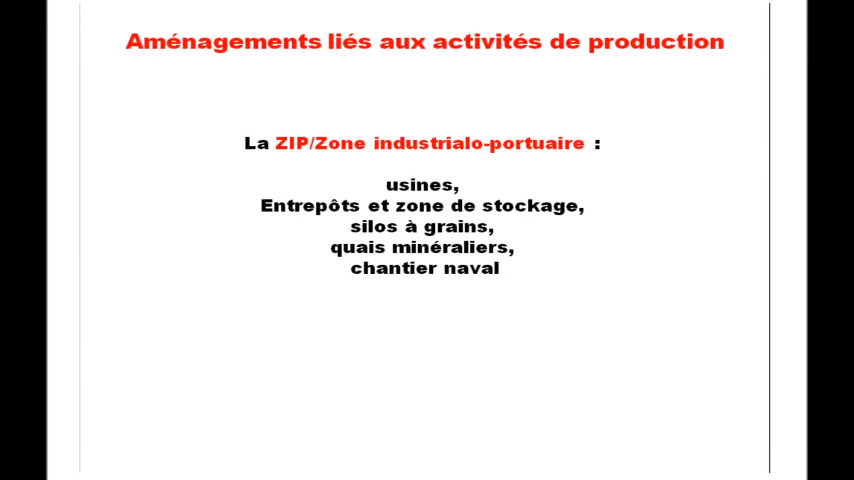 Aménagements liés aux activités de production
La ZIP/Zone industrialo-portuaire :
usines,
Entrepôts et zone de stockage,
silos à grains,
quais minéraliers,
chantier naval